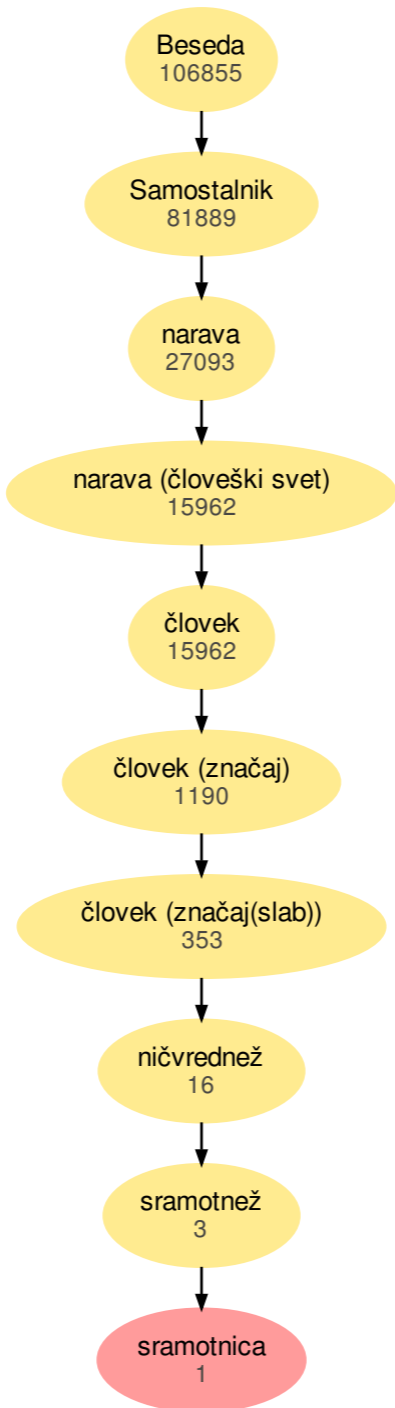 Beseda
106855
Samostalnik
81889
narava
27093
narava (človeški svet)
15962
človek
15962
človek (značaj)
1190
človek (značaj(slab))
353
ničvrednež
16
sramotnež
3
sramotnica
1